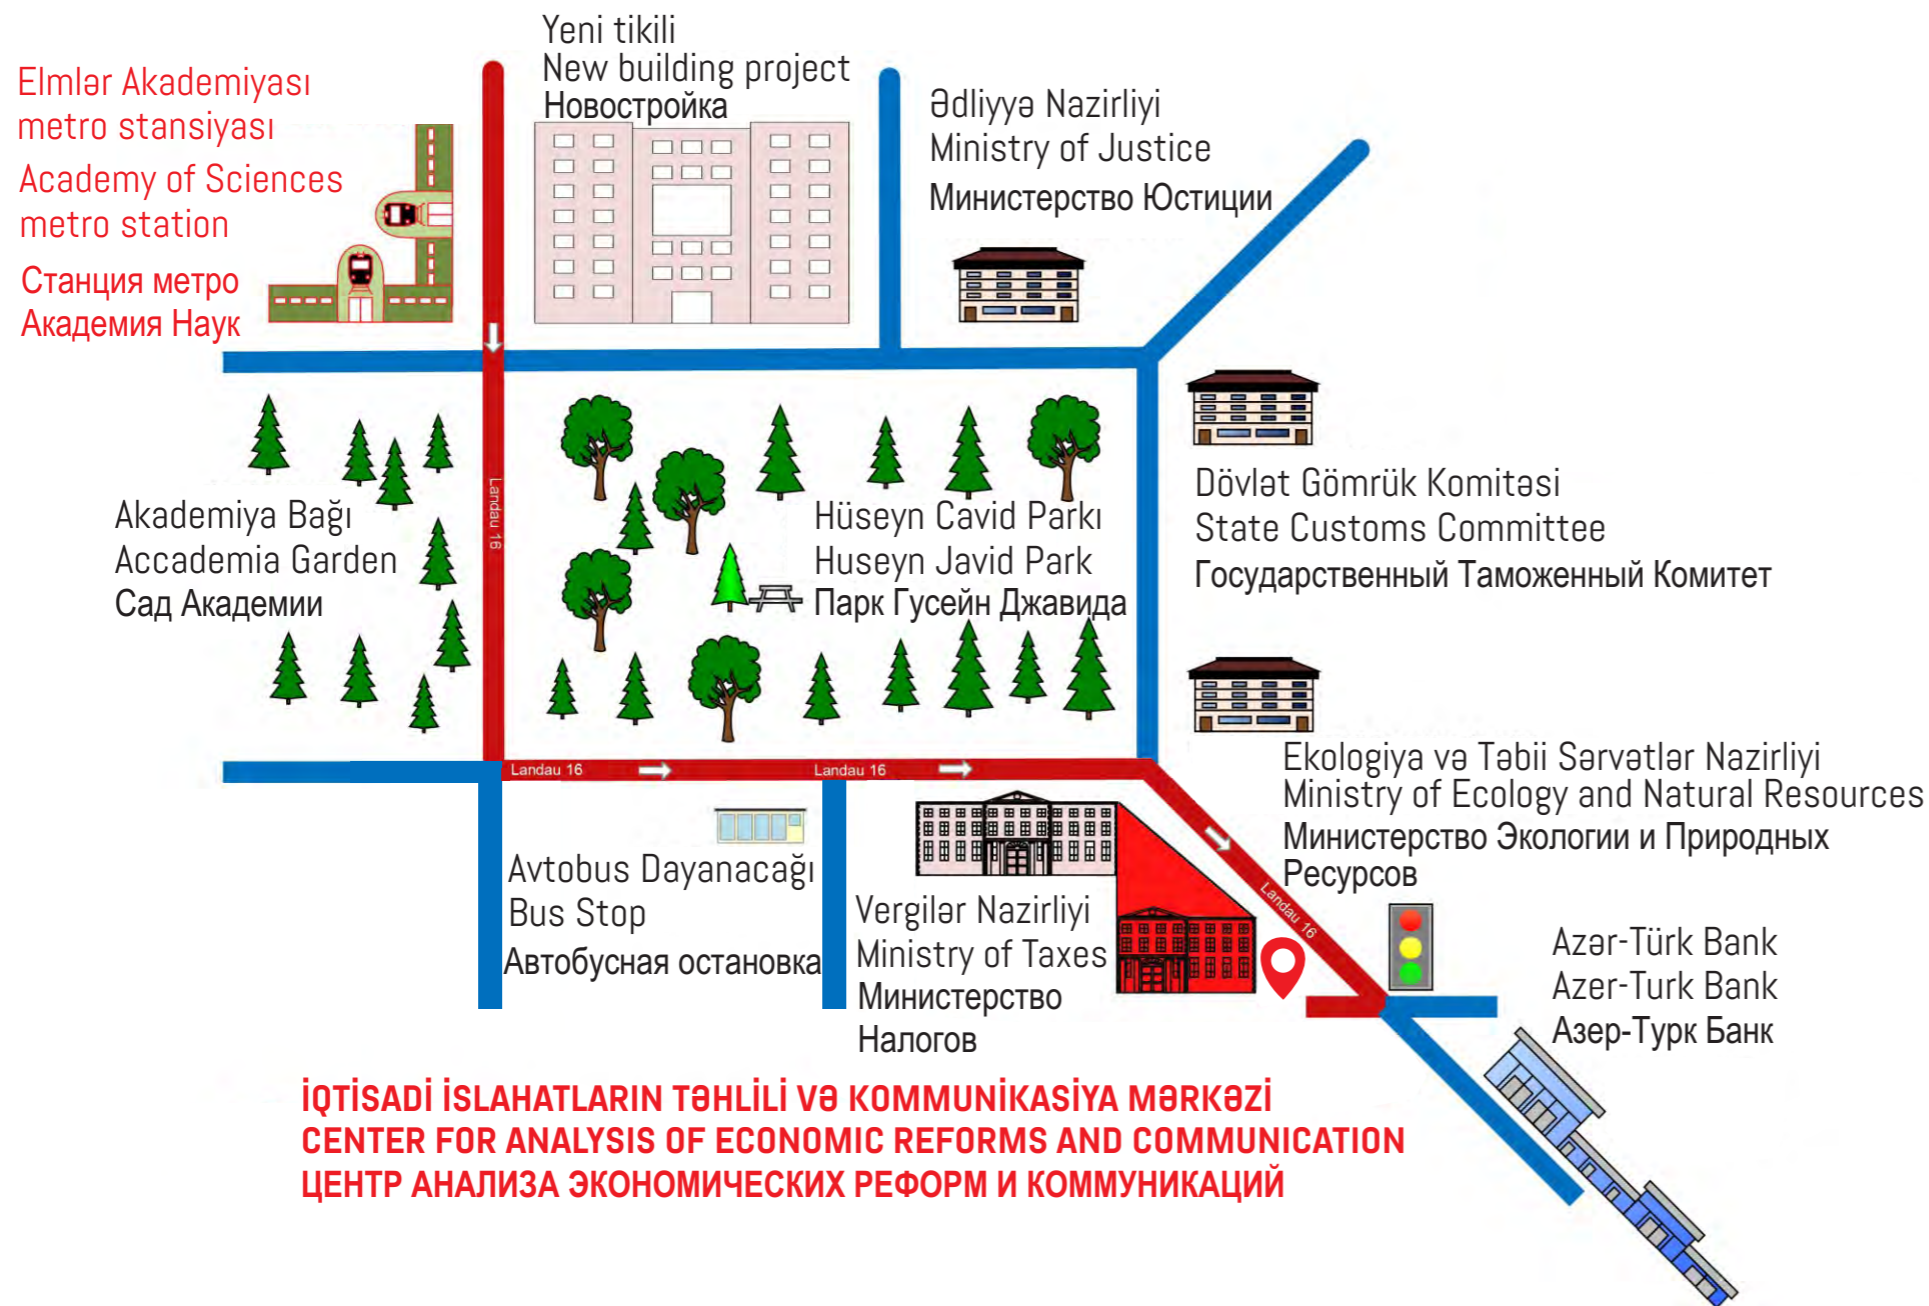 Elmlər Akademiyası
metro stansiyası
Academy of Sciences
metro station
Станция метро
Академия Наук
Yeni tikili
New building project
Новостройка
Ədliyyə Nazirliyi
Ministry of Justice
Министерство Юстиции
Akademiya Bağı
Accademia Garden
Сад Академии
Landau 16
Hüseyn Cavid Parkı
Huseyn Javid Park
Парк Гусейн Джавида
Dövlət Gömrük Komitəsi
State Customs Committee
Государственный Таможенный Комитет
Landau 16
Landau 16
Ekologiya və Təbii Sərvətlər Nazirliyi
Ministry of Ecology and Natural Resources
Министерство Экологии и Природных
Ресурсов
Avtobus Dayanacağı
Bus Stop
Автобусная остановка
Vergilər Nazirliyi
Ministry of Taxes
Министерство
Налогов
Landau 16
Azər-Türk Bank
Azer-Turk Bank
Азер-Турк Банк
İQTİSADİ İSLAHATLARIN TƏHLİLİ VƏ KOMMUNİKASİYA MƏRKƏZİ
CENTER FOR ANALYSIS OF ECONOMIC REFORMS AND COMMUNICATION
ЦЕНТР АНАЛИЗА ЭКОНОМИЧЕСКИХ РЕФОРМ И КОММУНИКАЦИЙ